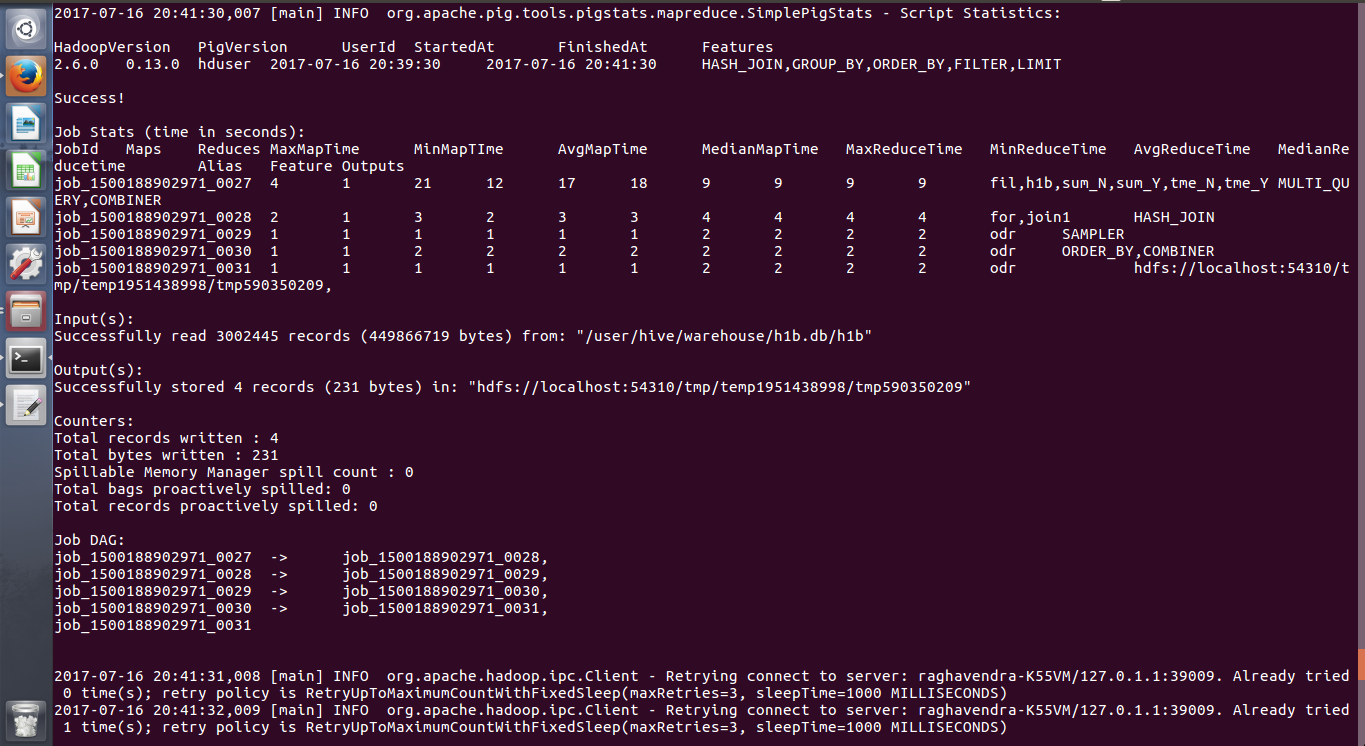 2017-07-16 20:41:30,007 [main] INFO  org.apache.pig.tools.pigstats.mapreduce.SimplePigStats - Script Statistics:
HadoopVersion   PigVersion      UserId  StartedAt       FinishedAt      Features
2.6.0   0.13.0  hduser  2017-07-16 20:39:30     2017-07-16 20:41:30     HASH_JOIN,GROUP_BY,ORDER_BY,FILTER,LIMIT
Success!
Job Stats (time in seconds):
JobId   Maps    Reduces MaxMapTime      MinMapTIme      AvgMapTime      MedianMapTime   MaxReduceTime   MinReduceTime   AvgReduceTime   MedianRe
ducetime        Alias   Feature Outputs
job_1500188902971_0027  4       1       21      12      17      18      9       9       9       9       fil,h1b,sum_N,sum_Y,tme_N,tme_Y MULTI_QU
ERY,COMBINER
job_1500188902971_0028  2       1       3       2       3       3       4       4       4       4       for,join1       HASH_JOIN
job_1500188902971_0029  1       1       1       1       1       1       2       2       2       2       odr     SAMPLER
job_1500188902971_0030  1       1       2       2       2       2       2       2       2       2       odr     ORDER_BY,COMBINER
job_1500188902971_0031  1       1       1       1       1       1       2       2       2       2       odr             hdfs://localhost:54310/t
mp/temp1951438998/tmp590350209,
Input(s):
Successfully read 3002445 records (449866719 bytes) from: "/user/hive/warehouse/h1b.db/h1b"
Output(s):
Successfully stored 4 records (231 bytes) in: "hdfs://localhost:54310/tmp/temp1951438998/tmp590350209"
Counters:
Total records written : 4
Total bytes written : 231
Spillable Memory Manager spill count : 0
Total bags proactively spilled: 0
Total records proactively spilled: 0
Job DAG:
job_1500188902971_0027  ->      job_1500188902971_0028,
job_1500188902971_0028  ->      job_1500188902971_0029,
job_1500188902971_0029  ->      job_1500188902971_0030,
job_1500188902971_0030  ->      job_1500188902971_0031,
job_1500188902971_0031
2017-07-16 20:41:31,008 [main] INFO  org.apache.hadoop.ipc.Client - Retrying connect to server: raghavendra-K55VM/127.0.1.1:39009. Already tried
 0 time(s); retry policy is RetryUpToMaximumCountWithFixedSleep(maxRetries=3, sleepTime=1000 MILLISECONDS)
2017-07-16 20:41:32,009 [main] INFO  org.apache.hadoop.ipc.Client - Retrying connect to server: raghavendra-K55VM/127.0.1.1:39009. Already tried
 1 time(s); retry policy is RetryUpToMaximumCountWithFixedSleep(maxRetries=3, sleepTime=1000 MILLISECONDS)